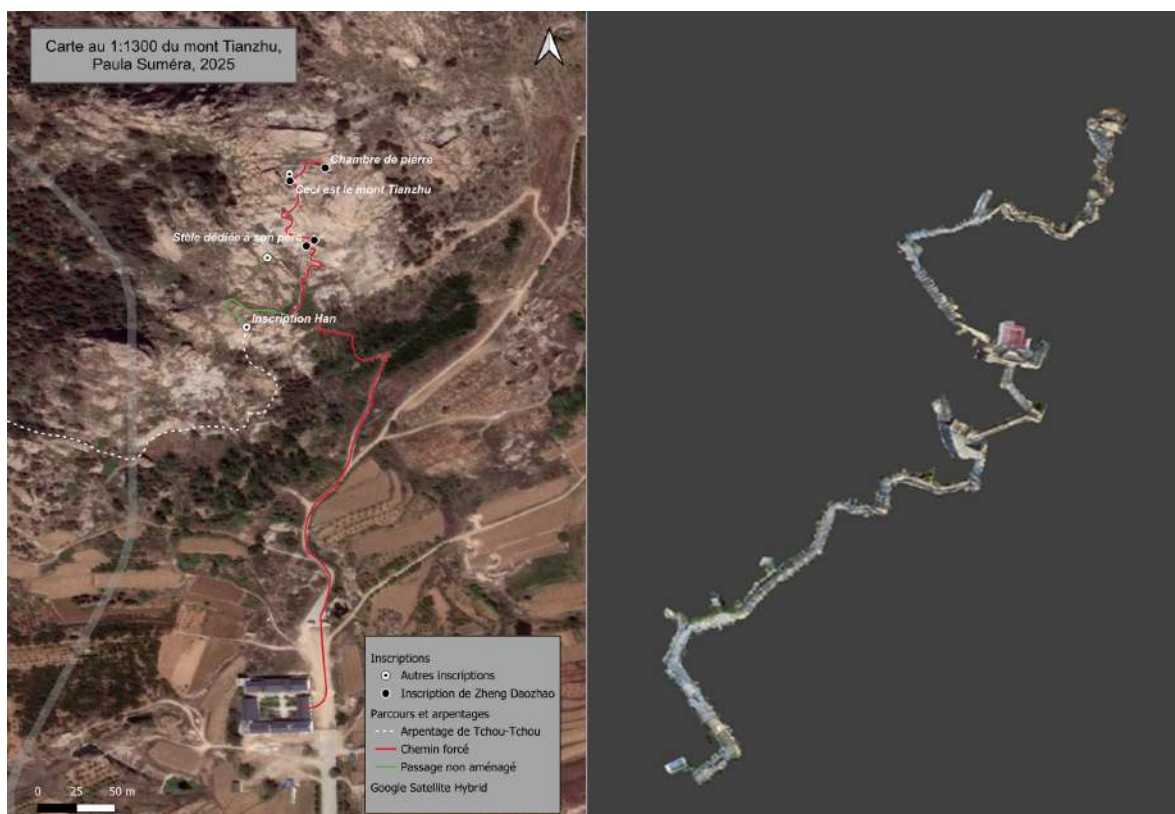 Carte au 1:1300 du mont Tianzhu,
Paula Suméra, 2025
Chambre de pierre
Ceci est le mont Tianzhu
Stèle dédiée à son père
Inscription Han
Inscriptions
Autres inscriptions
Inscription de Zheng Daozhao
Parcours et arpentages
Arpentage de Tchou-Tchou
Chemin forcé
Passage non aménagé
Google Satellite Hybrid
0 25 50 m